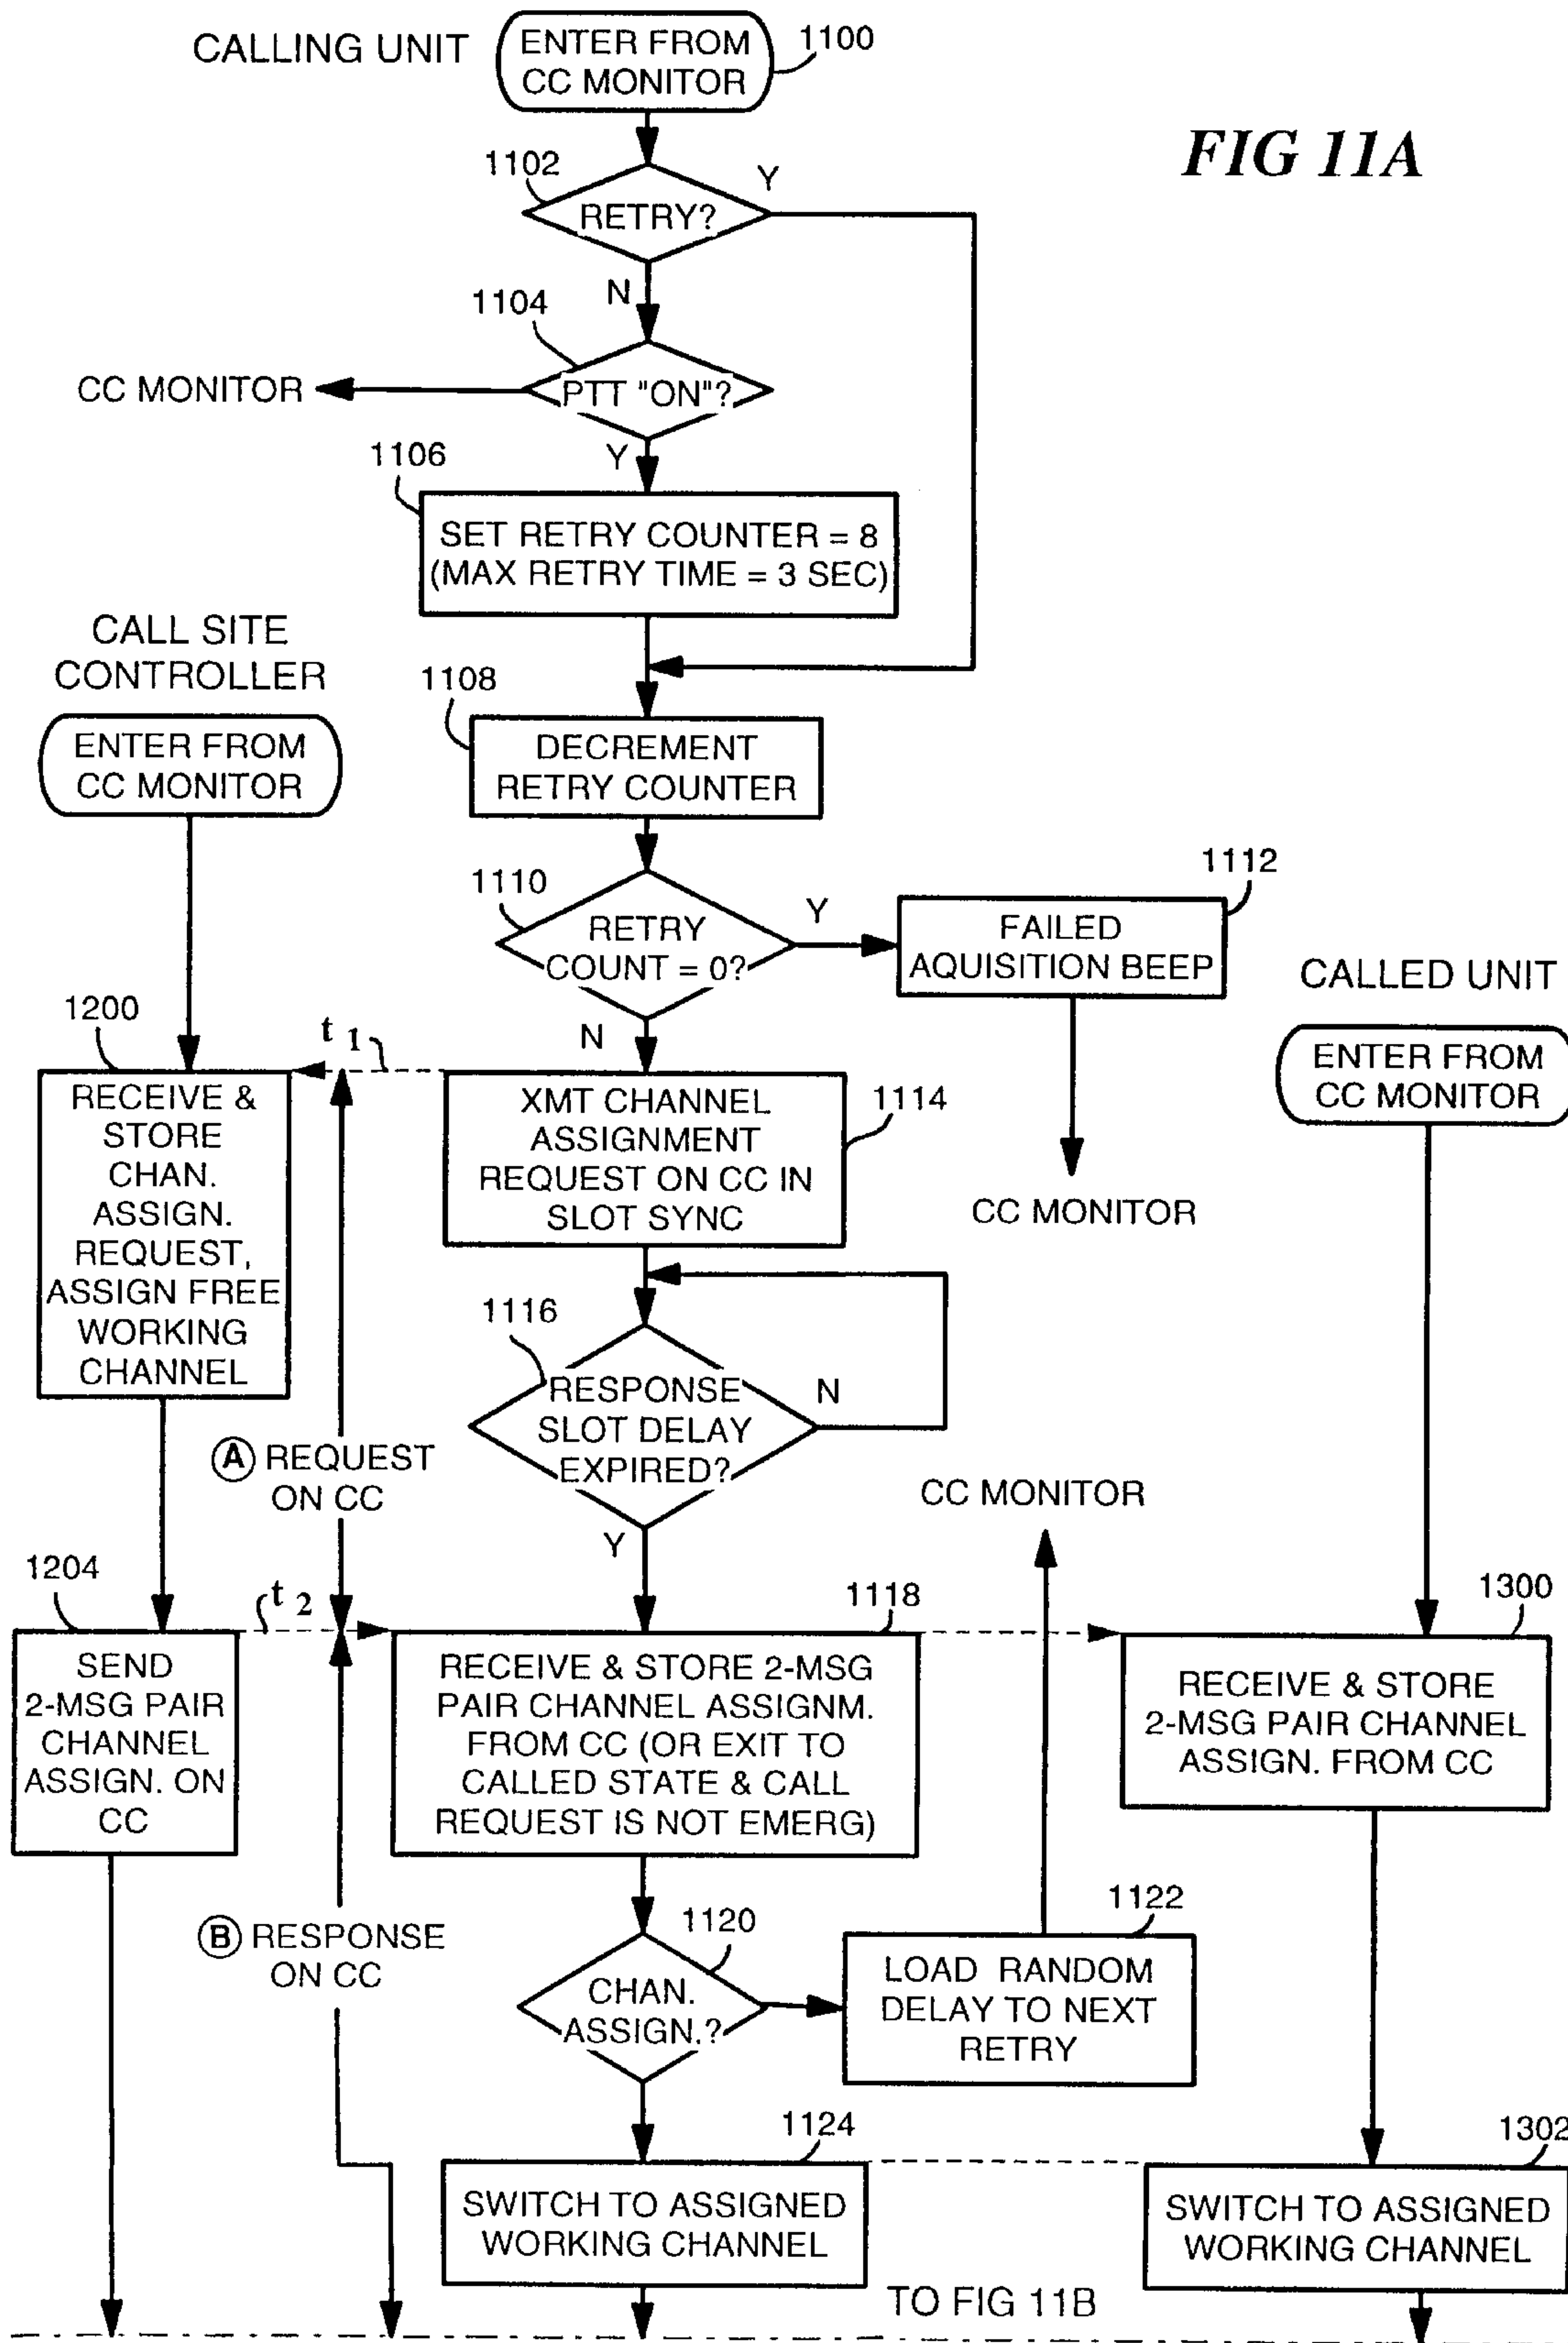 CALLING UNIT
ENTER FROM
CC MONITOR
1100
FIG 11A
1102
Y
RETRY?
N
1104
CC MONITOR
PTT "ON"?
Y
1106
SET RETRY COUNTER = 8
(MAX RETRY TIME = 3 SEC)
CALL SITE
CONTROLLER
ENTER FROM
CC MONITOR
1108
DECREMENT
RETRY COUNTER
1110
RETRY
COUNT = 0?
Y
1112
FAILED
AQUISITION BEEP
CC MONITOR
CALLED UNIT
ENTER FROM
CC MONITOR
N
1200
t 1
RECEIVE &
STORE
CHAN.
ASSIGN.
REQUEST,
ASSIGN FREE
WORKING
CHANNEL
XMT CHANNEL
ASSIGNMENT
REQUEST ON CC IN
SLOT SYNC
1114
1116
RESPONSE
SLOT DELAY
EXPIRED?
N
Y
A REQUEST
ON CC
CC MONITOR
1204
t 2
1118
1300
SEND
2-MSG PAIR
CHANNEL
ASSIGN. ON
CC
RECEIVE & STORE 2-MSG
PAIR CHANNEL ASSIGNM.
FROM CC (OR EXIT TO
CALLED STATE & CALL
REQUEST IS NOT EMERG)
RECEIVE & STORE
2-MSG PAIR CHANNEL
ASSIGN. FROM CC
B RESPONSE
ON CC
1120
CHAN.
ASSIGN.?
1122
LOAD RANDOM
DELAY TO NEXT
RETRY
1124
SWITCH TO ASSIGNED
WORKING CHANNEL
1302
SWITCH TO ASSIGNED
WORKING CHANNEL
TO FIG 11B